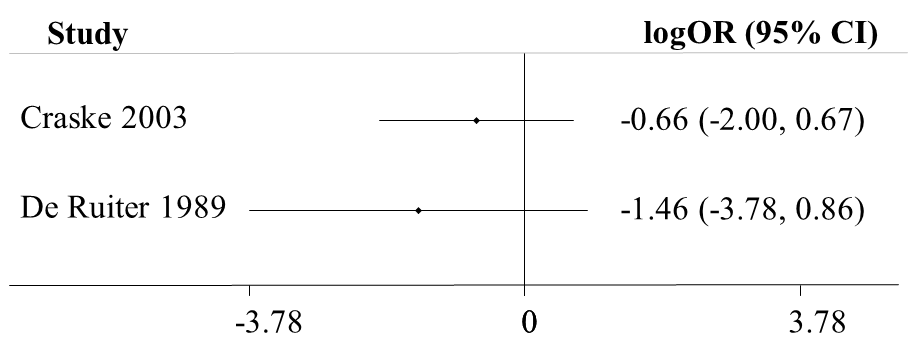 Study logOR (95% CI)
Craske 2003 -0.66 (-2.00, 0.67)
De Ruiter 1989 -1.46 (-3.78, 0.86)
-3.78 0 3.78